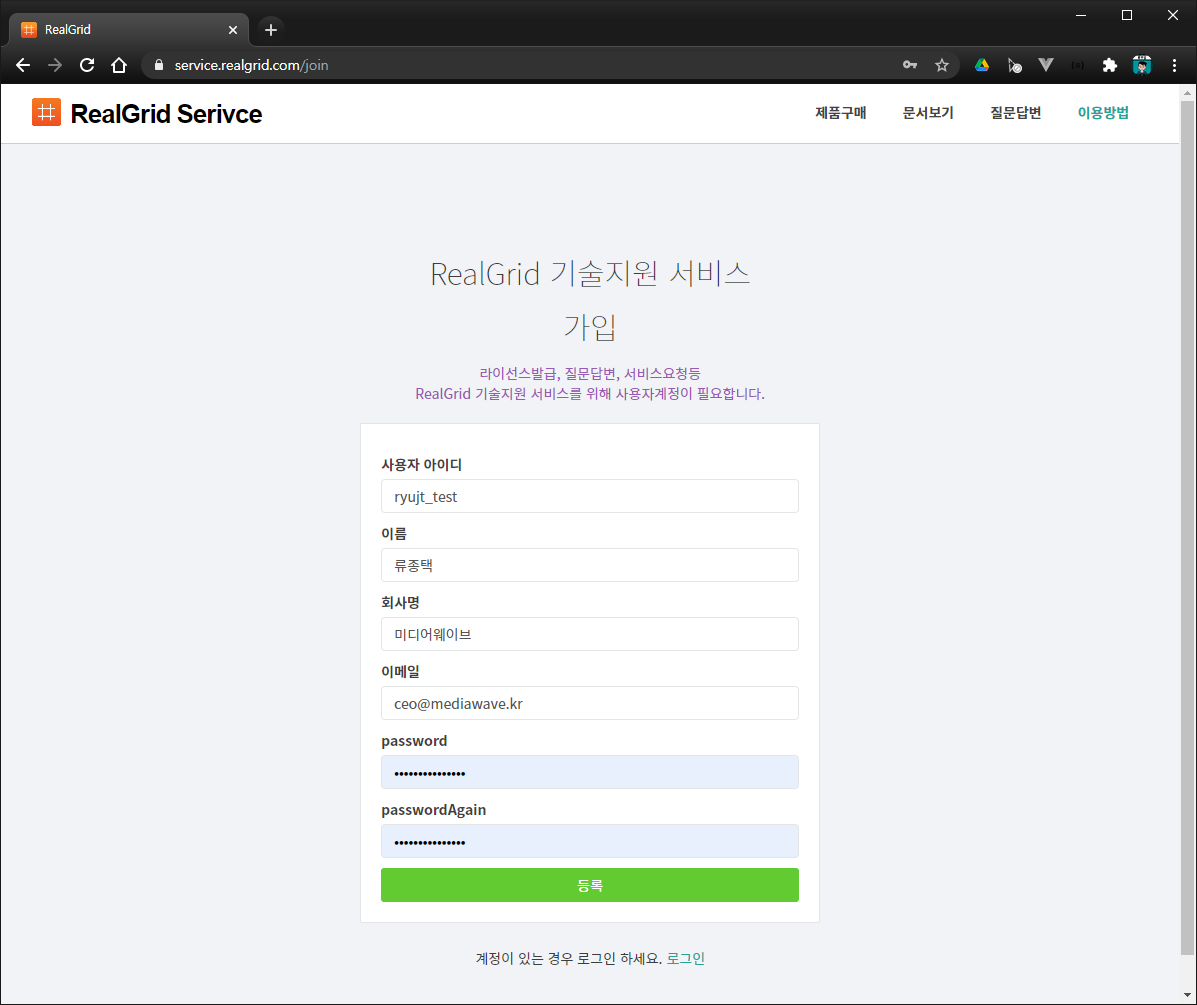 RealGrid
service.realgrid.com/join
RealGrid Serivce
제품구매 문서보기 질문답변 이용방법
RealGrid 기술지원 서비스
가입
라이선스발급, 질문답변, 서비스요청등
RealGrid 기술지원 서비스를 위해 사용자계정이 필요합니다.
사용자 아이디
ryujt_test
이름
류종택
회사명
미디어웨이브
이메일
ceo@mediawave.kr
password
•••••••••••••••
passwordAgain
•••••••••••••••
등록
계정이 있는 경우 로그인 하세요. 로그인